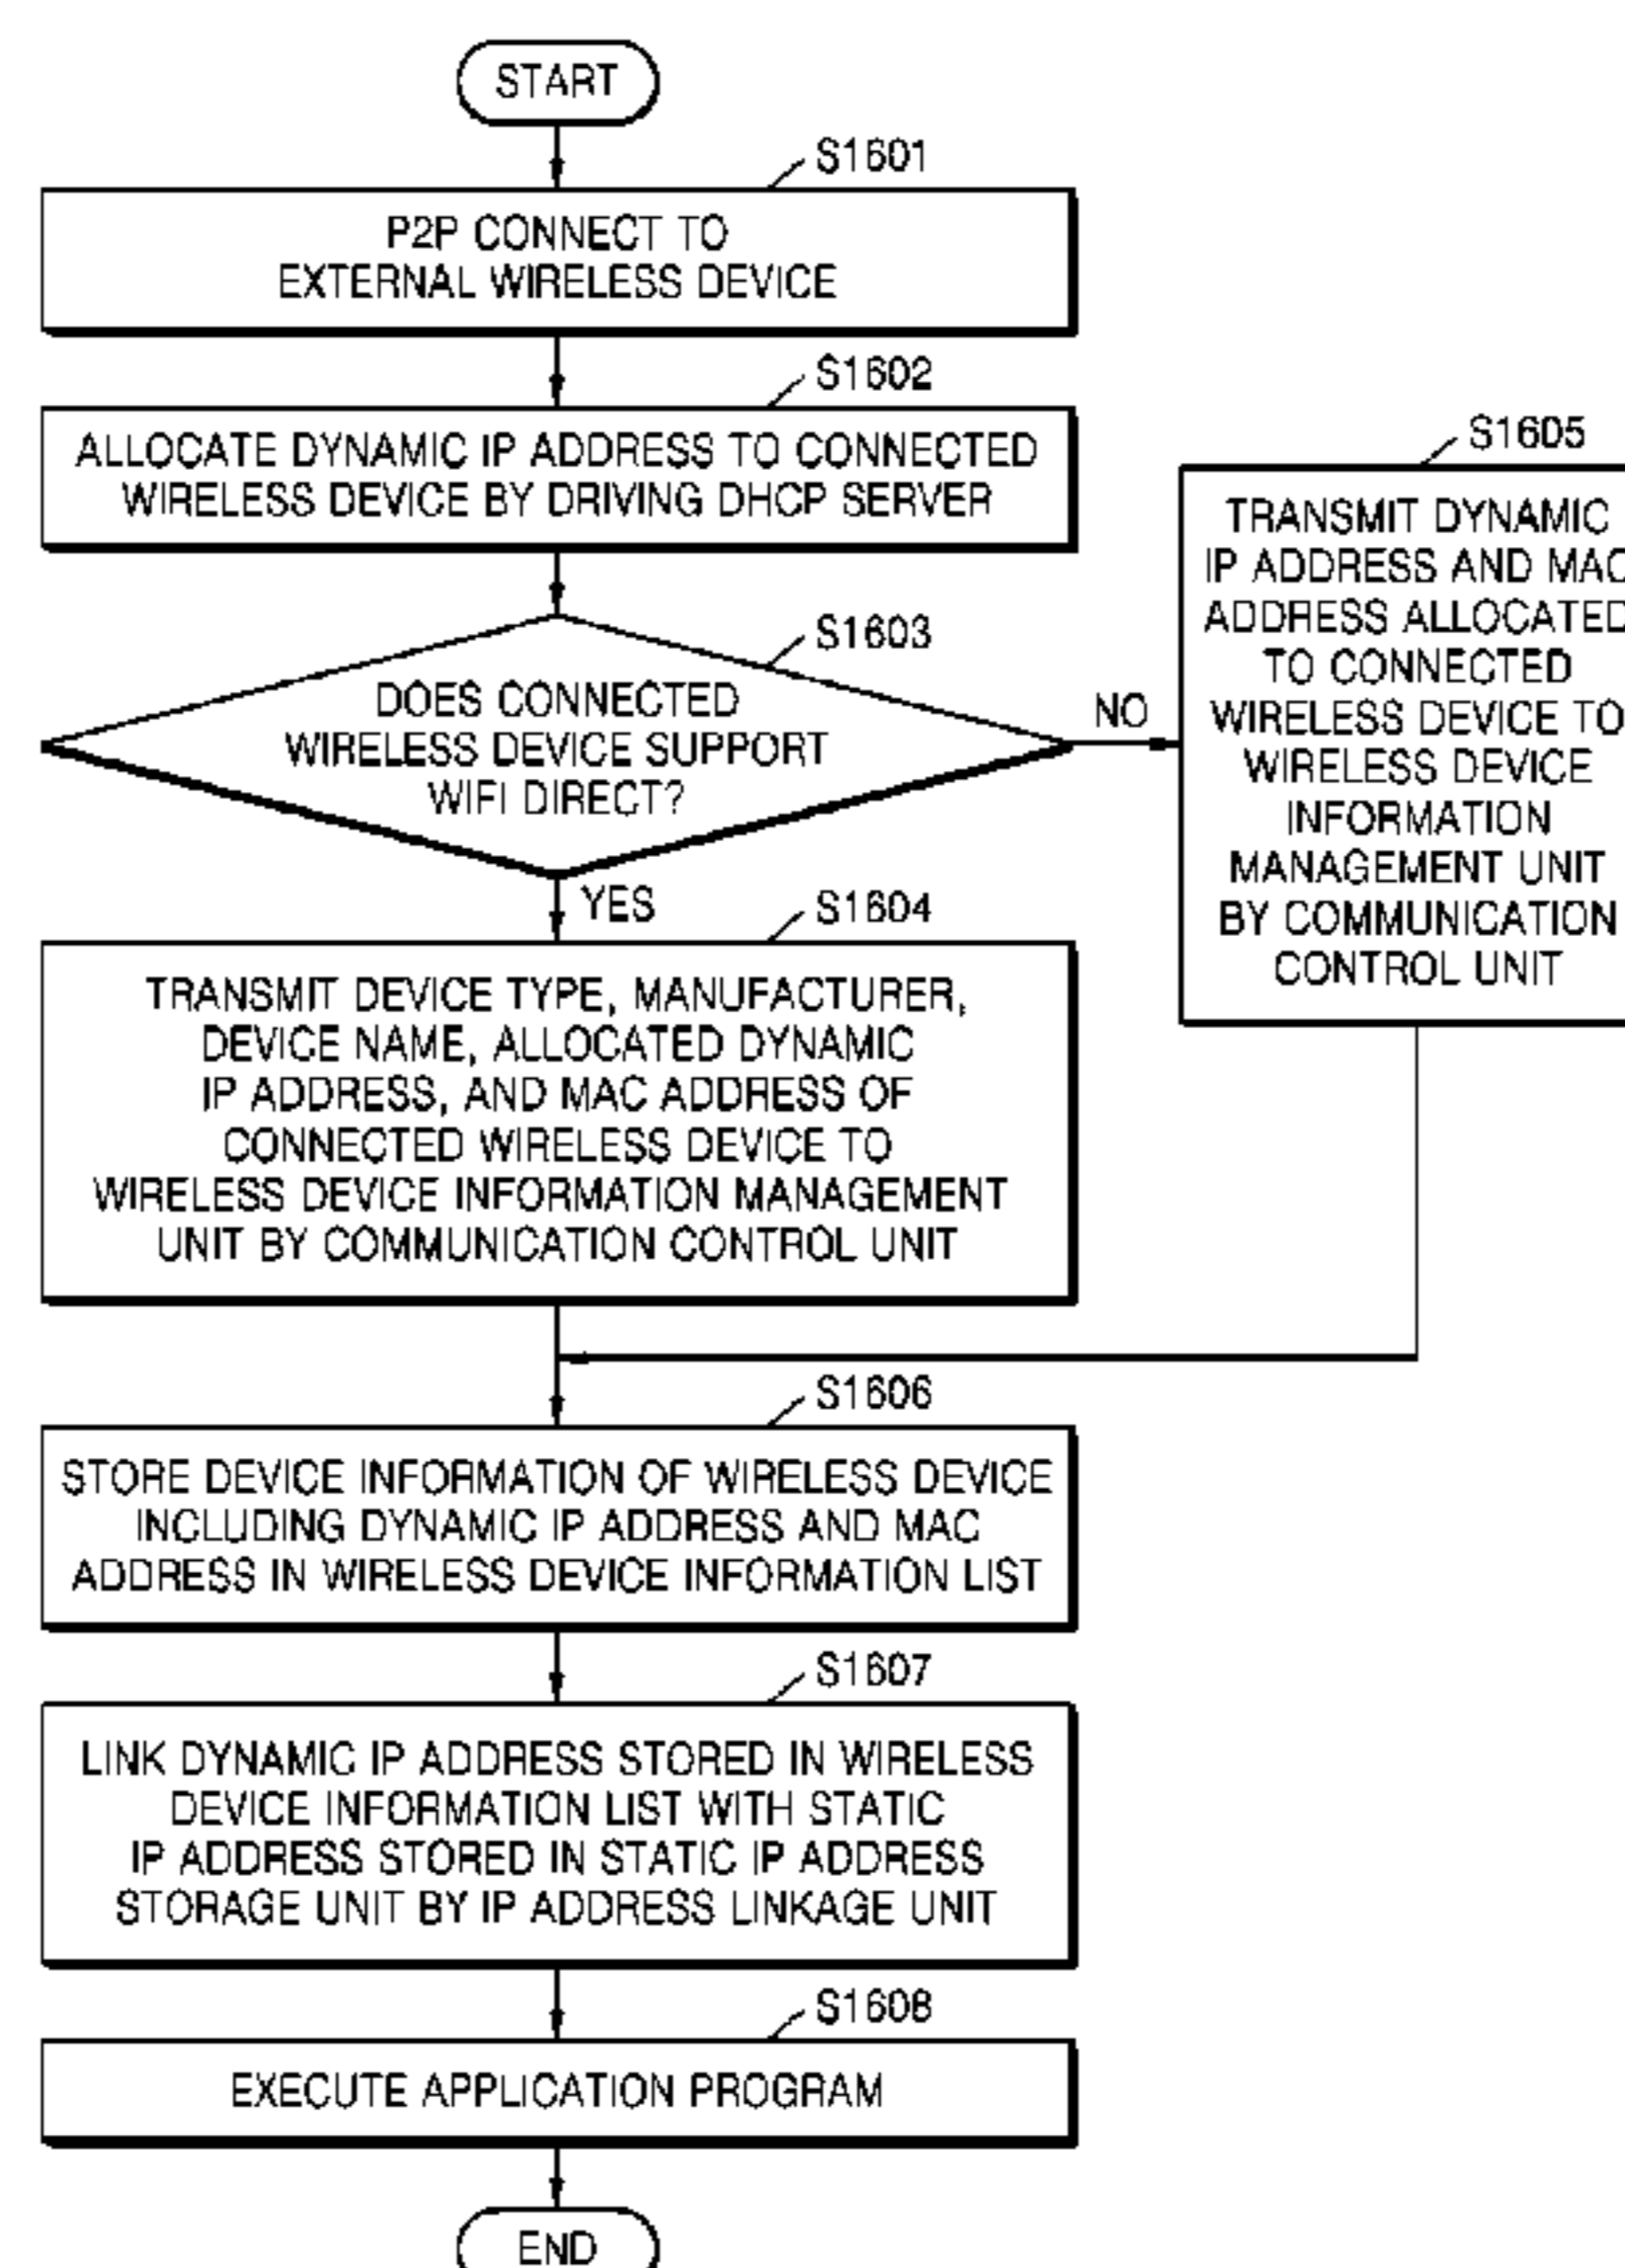 START
S1601
P2P CONNECT TO
EXTERNAL WIRELESS DEVICE
S1602
ALLOCATE DYNAMIC IP ADDRESS TO CONNECTED
WIRELESS DEVICE BY DRIVING DHCP SERVER
S1603
DOES CONNECTED
WIRELESS DEVICE SUPPORT
WIFI DIRECT?
NO
S1605
TRANSMIT DYNAMIC
IP ADDRESS AND MAC
ADDRESS ALLOCATED
TO CONNECTED
WIRELESS DEVICE TO
WIRELESS DEVICE
INFORMATION
MANAGEMENT UNIT
BY COMMUNICATION
CONTROL UNIT
YES
S1604
TRANSMIT DEVICE TYPE, MANUFACTURER,
DEVICE NAME, ALLOCATED DYNAMIC
IP ADDRESS, AND MAC ADDRESS OF
CONNECTED WIRELESS DEVICE TO
WIRELESS DEVICE INFORMATION MANAGEMENT
UNIT BY COMMUNICATION CONTROL UNIT
S1606
STORE DEVICE INFORMATION OF WIRELESS DEVICE
INCLUDING DYNAMIC IP ADDRESS AND MAC
ADDRESS IN WIRELESS DEVICE INFORMATION LIST
S1607
LINK DYNAMIC IP ADDRESS STORED IN WIRELESS
DEVICE INFORMATION LIST WITH STATIC
IP ADDRESS STORED IN STATIC IP ADDRESS
STORAGE UNIT BY IP ADDRESS LINKAGE UNIT
S1608
EXECUTE APPLICATION PROGRAM
END